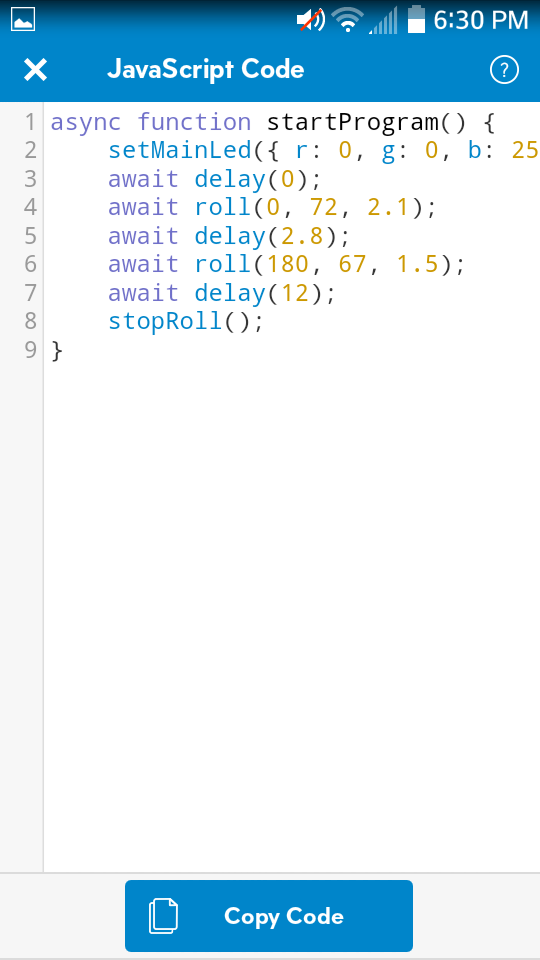 6:30 PM
JavaScript Code
?
1 async function startProgram() {
2     setMainLed({ r: 0, g: 0, b: 25
3     await delay(0);
4     await roll(0, 72, 2.1);
5     await delay(2.8);
6     await roll(180, 67, 1.5);
7     await delay(12);
8     stopRoll();
9 }
Copy Code